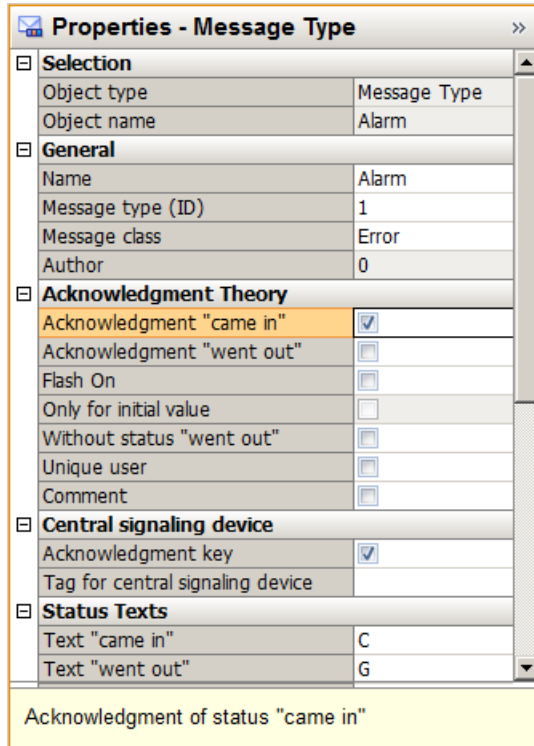 Properties - Message Type »
Selection
Object type Message Type
Object name Alarm
General
Name Alarm
Message type (ID) 1
Message class Error
Author 0
Acknowledgment Theory
Acknowledgment "came in"
Acknowledgment "went out"
Flash On
Only for initial value
Without status "went out"
Unique user
Comment
Central signaling device
Acknowledgment key
Tag for central signaling device
Status Texts
Text "came in" C
Text "went out" G
Acknowledgment of status "came in"